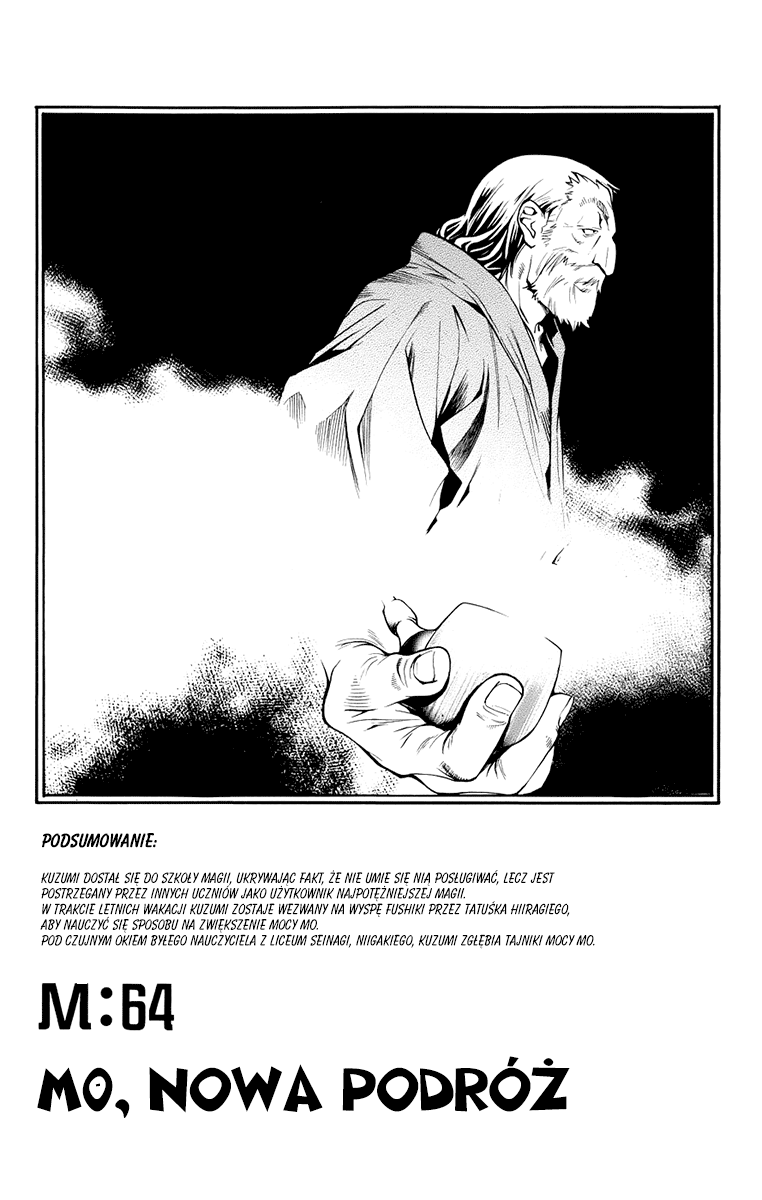 PODSUMOWANIE:
KUZUMI DOSTAŁ SIĘ DO SZKOŁY MAGII, UKRYWAJĄC FAKT, ŻE NIE UMIE SIĘ NIĄ POSŁUGIWAĆ, LECZ JEST
POSTRZEGANY PRZEZ INNYCH UCZNIÓW JAKO UŻYTKOWNIK NAJPOTĘŻNIEJSZEJ MAGII.
W TRAKCIE LETNICH WAKACJI KUZUMI ZOSTAJE WEZWANY NA WYSPĘ FUSHIKI PRZEZ TATUŚKA HIIRAGIEGO,
ABY NAUCZYĆ SIĘ SPOSOBU NA ZWIĘKSZENIE MOCY MO.
POD CZUJNYM OKIEM BYŁEGO NAUCZYCIELA Z LICEUM SEINAGI, NIIGAKIEGO, KUZUMI ZGŁĘBIA TAJNIKI MOCY MO.
M:64
MO, NOWA PODRÓŻ